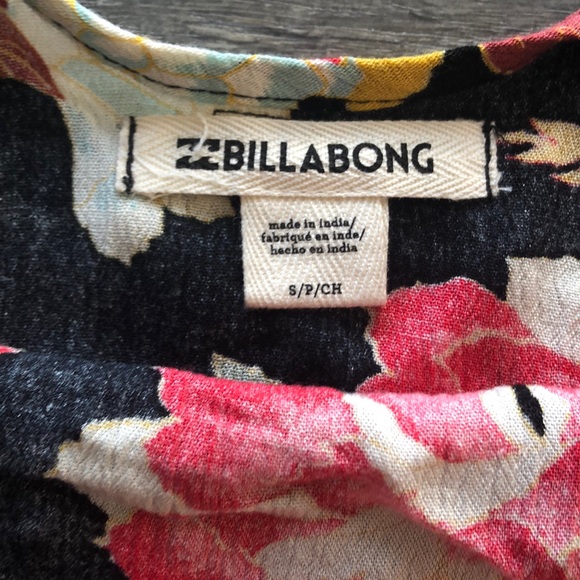 BILLABONG
made in india/
fabriqué en inde/
hecho en india
S/P/CH